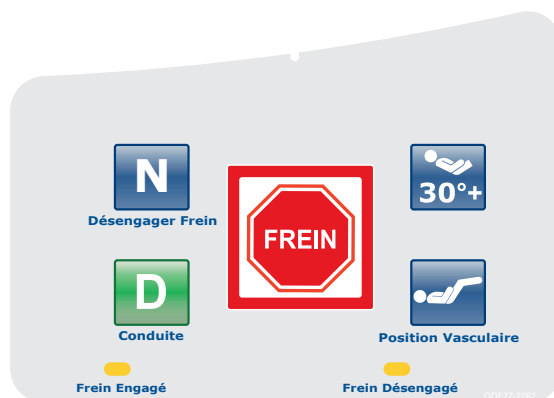 N
30°+
Désengager Frein
FREIN
D
Conduite
Position Vasculaire
Frein Engagé
Frein Désengagé